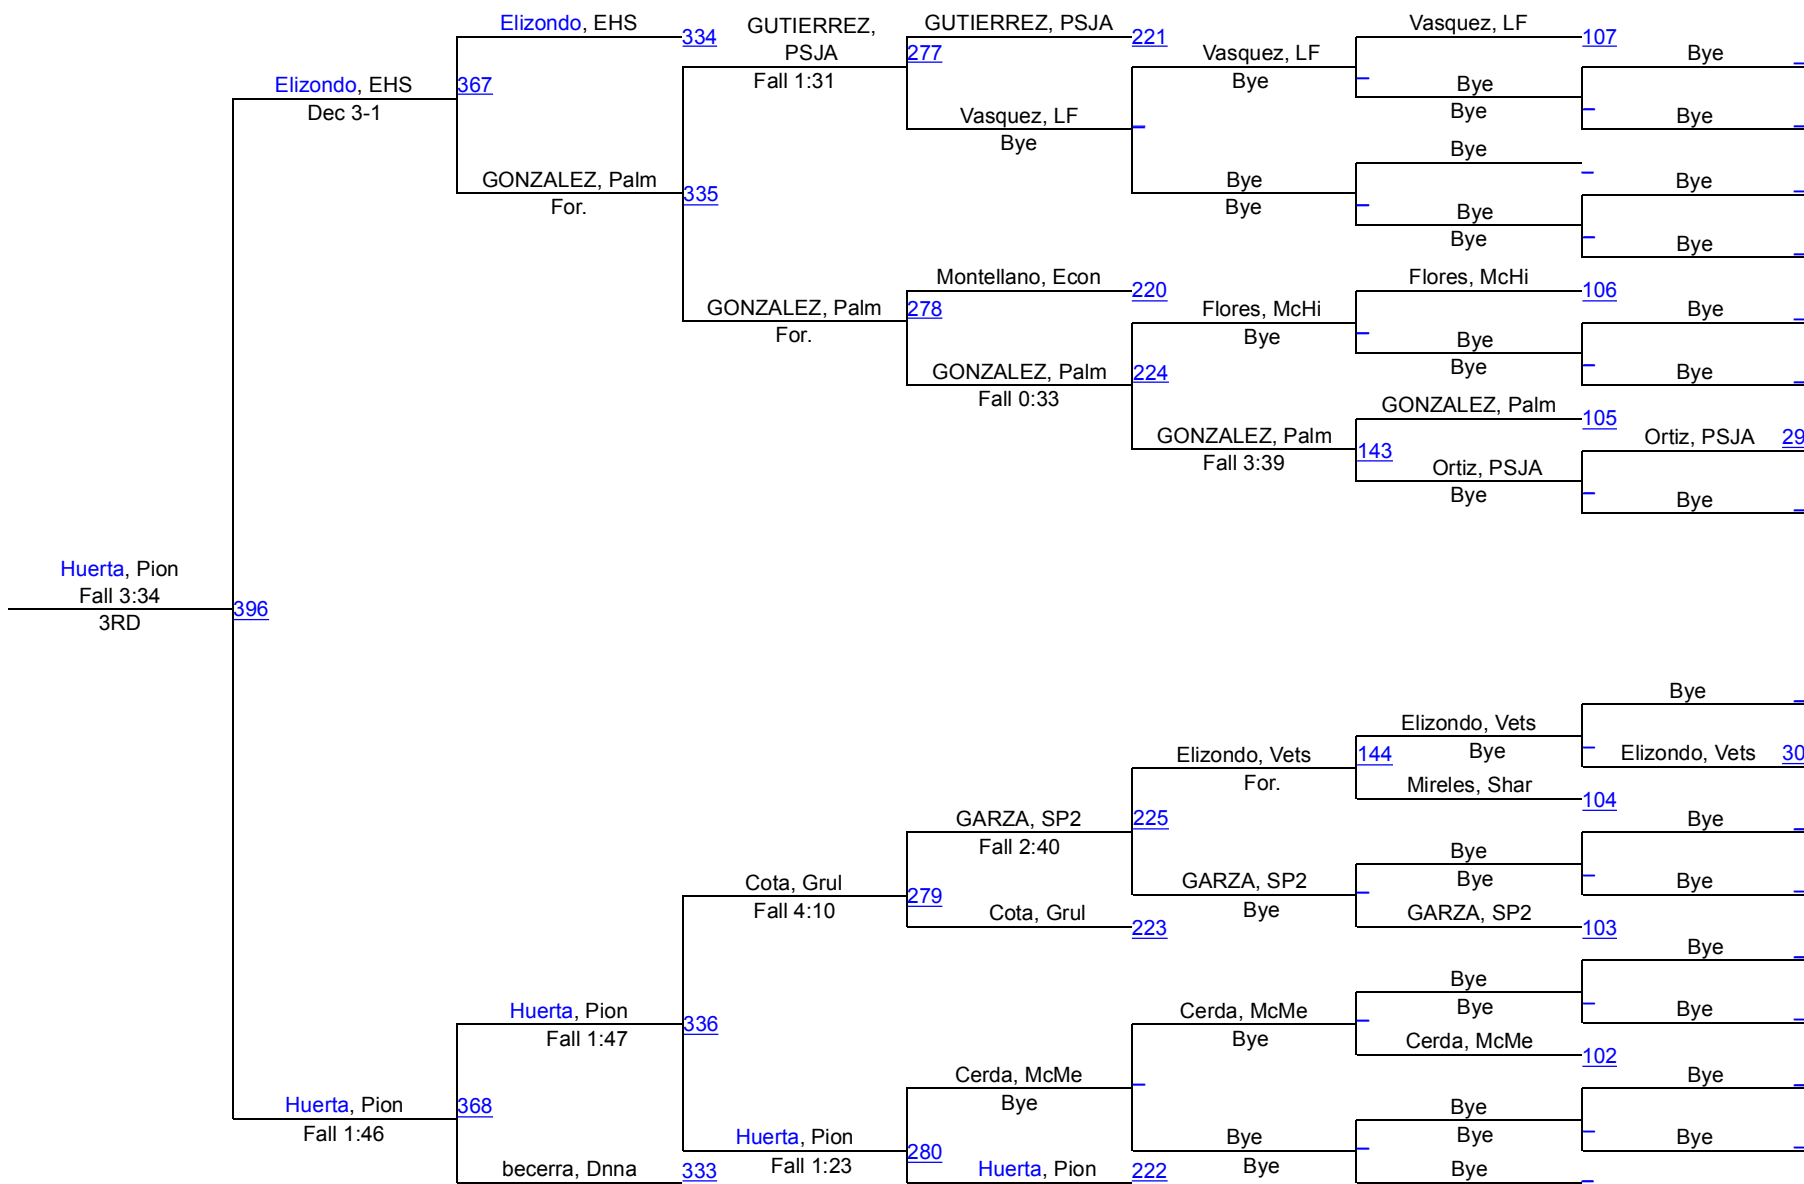 Elizondo, EHS
334
GUTIERREZ,
PSJA
Fall 1:31
GUTIERREZ, PSJA
221
277
Vasquez, LF
Bye
Vasquez, LF
107
Bye
Elizondo, EHS
Dec 3-1
367
Bye
Bye
Vasquez, LF
Bye
Bye
Bye
GONZALEZ, Palm
For.
335
Bye
Bye
Bye
Bye
Bye
Bye
Montellano, Econ
220
Flores, McHi
106
GONZALEZ, Palm
For.
278
Flores, McHi
Bye
Bye
Bye
Bye
GONZALEZ, Palm
Fall 0:33
224
Bye
GONZALEZ, Palm
105
GONZALEZ, Palm
Fall 3:39
143
Ortiz, PSJA
29
Ortiz, PSJA
Bye
Bye
Huerta, Pion
Fall 3:34
3RD
396
Bye
Elizondo, Vets
Bye
Elizondo, Vets
For.
144
Elizondo, Vets
30
Mireles, Shar
104
GARZA, SP2
Fall 2:40
225
Bye
Bye
Bye
Cota, Grul
Fall 4:10
279
GARZA, SP2
Bye
Bye
Cota, Grul
223
GARZA, SP2
103
Bye
Bye
Bye
Huerta, Pion
Fall 1:47
336
Cerda, McMe
Bye
Bye
Cerda, McMe
102
Cerda, McMe
Bye
Bye
Huerta, Pion
Fall 1:46
368
Bye
Bye
Huerta, Pion
Fall 1:23
280
Bye
Bye
Bye
becerra, Dnna
333
Huerta, Pion
222
Bye